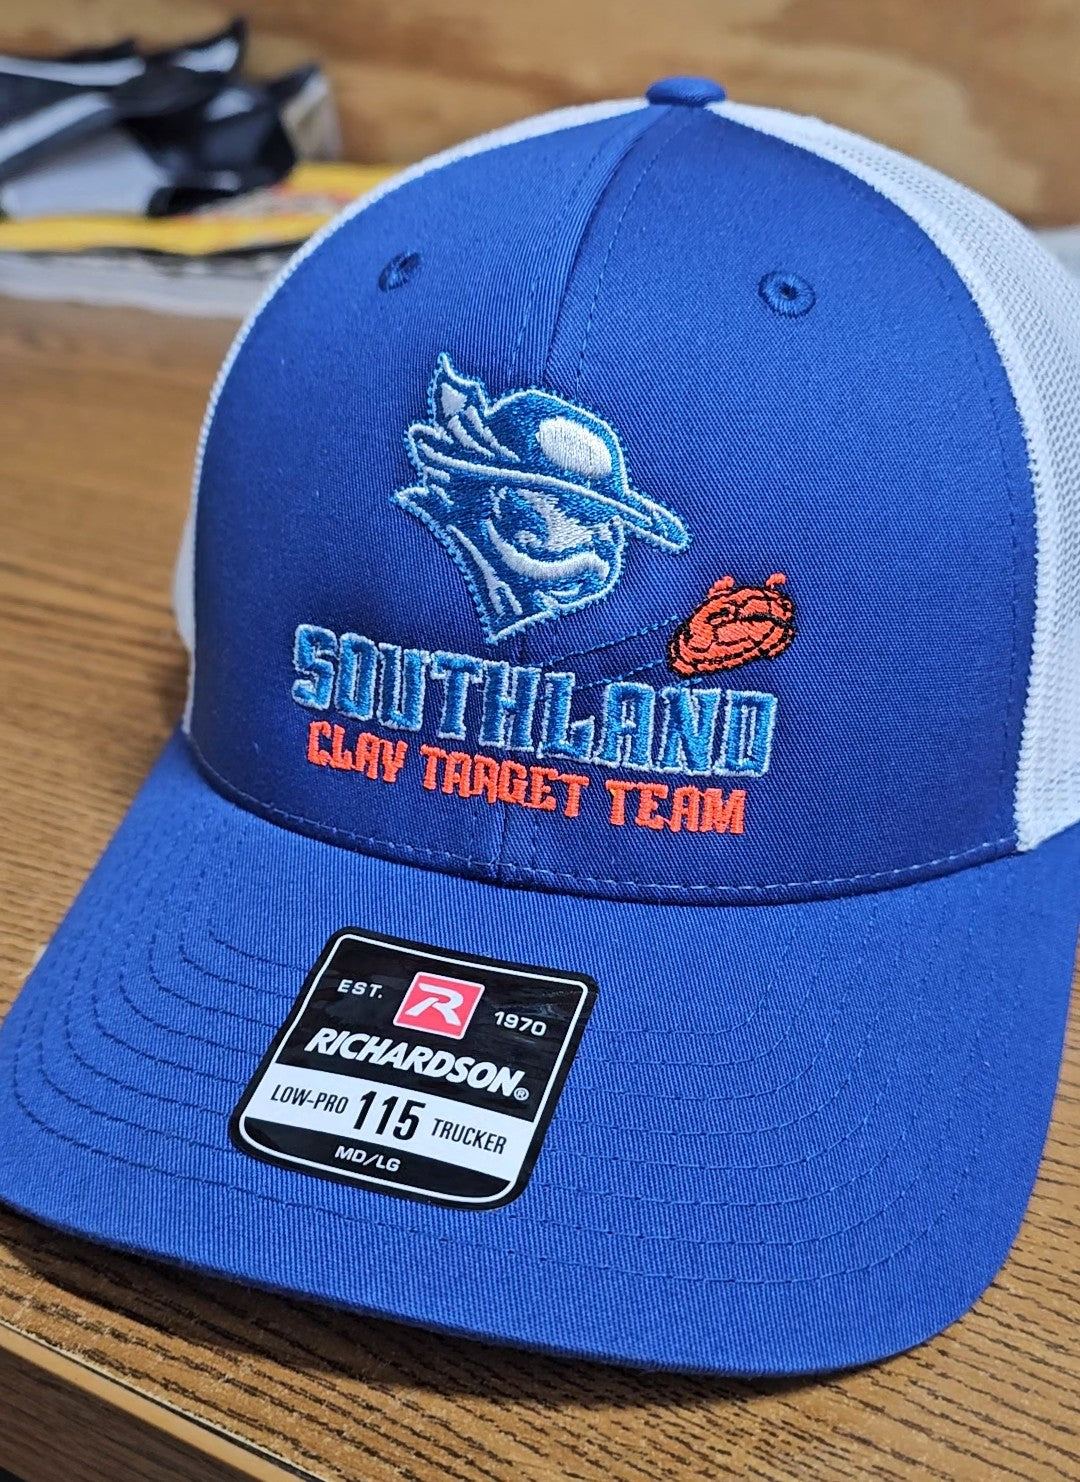 SOUTHLAND
CLAY TARGET TEAM
EST. R 1970
RICHARDSON®
LOW-PRO 115 TRUCKER
MD/LG